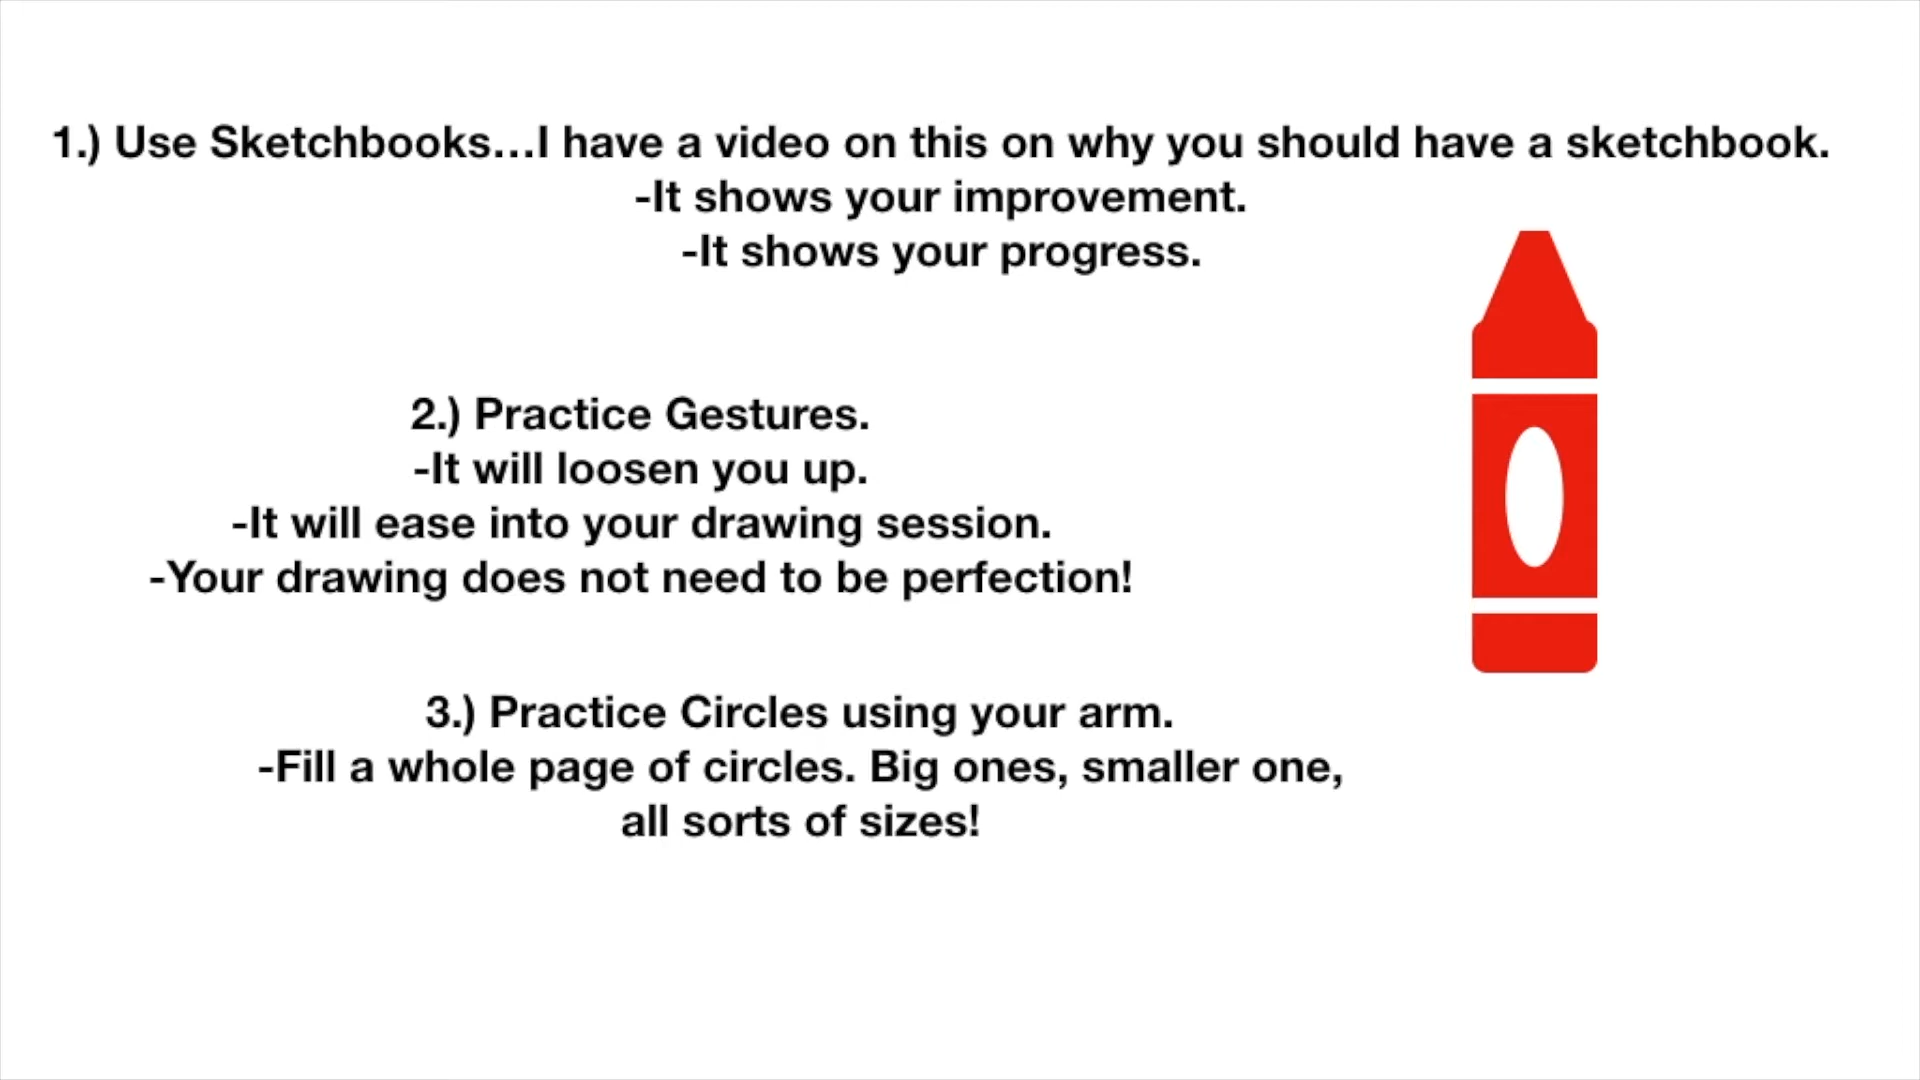 1.) Use Sketchbooks...I have a video on this on why you should have a sketchbook.
-It shows your improvement.
-It shows your progress.
2.) Practice Gestures.
-It will loosen you up.
-It will ease into your drawing session.
-Your drawing does not need to be perfection!
3.) Practice Circles using your arm.
-Fill a whole page of circles. Big ones, smaller one,
all sorts of sizes!